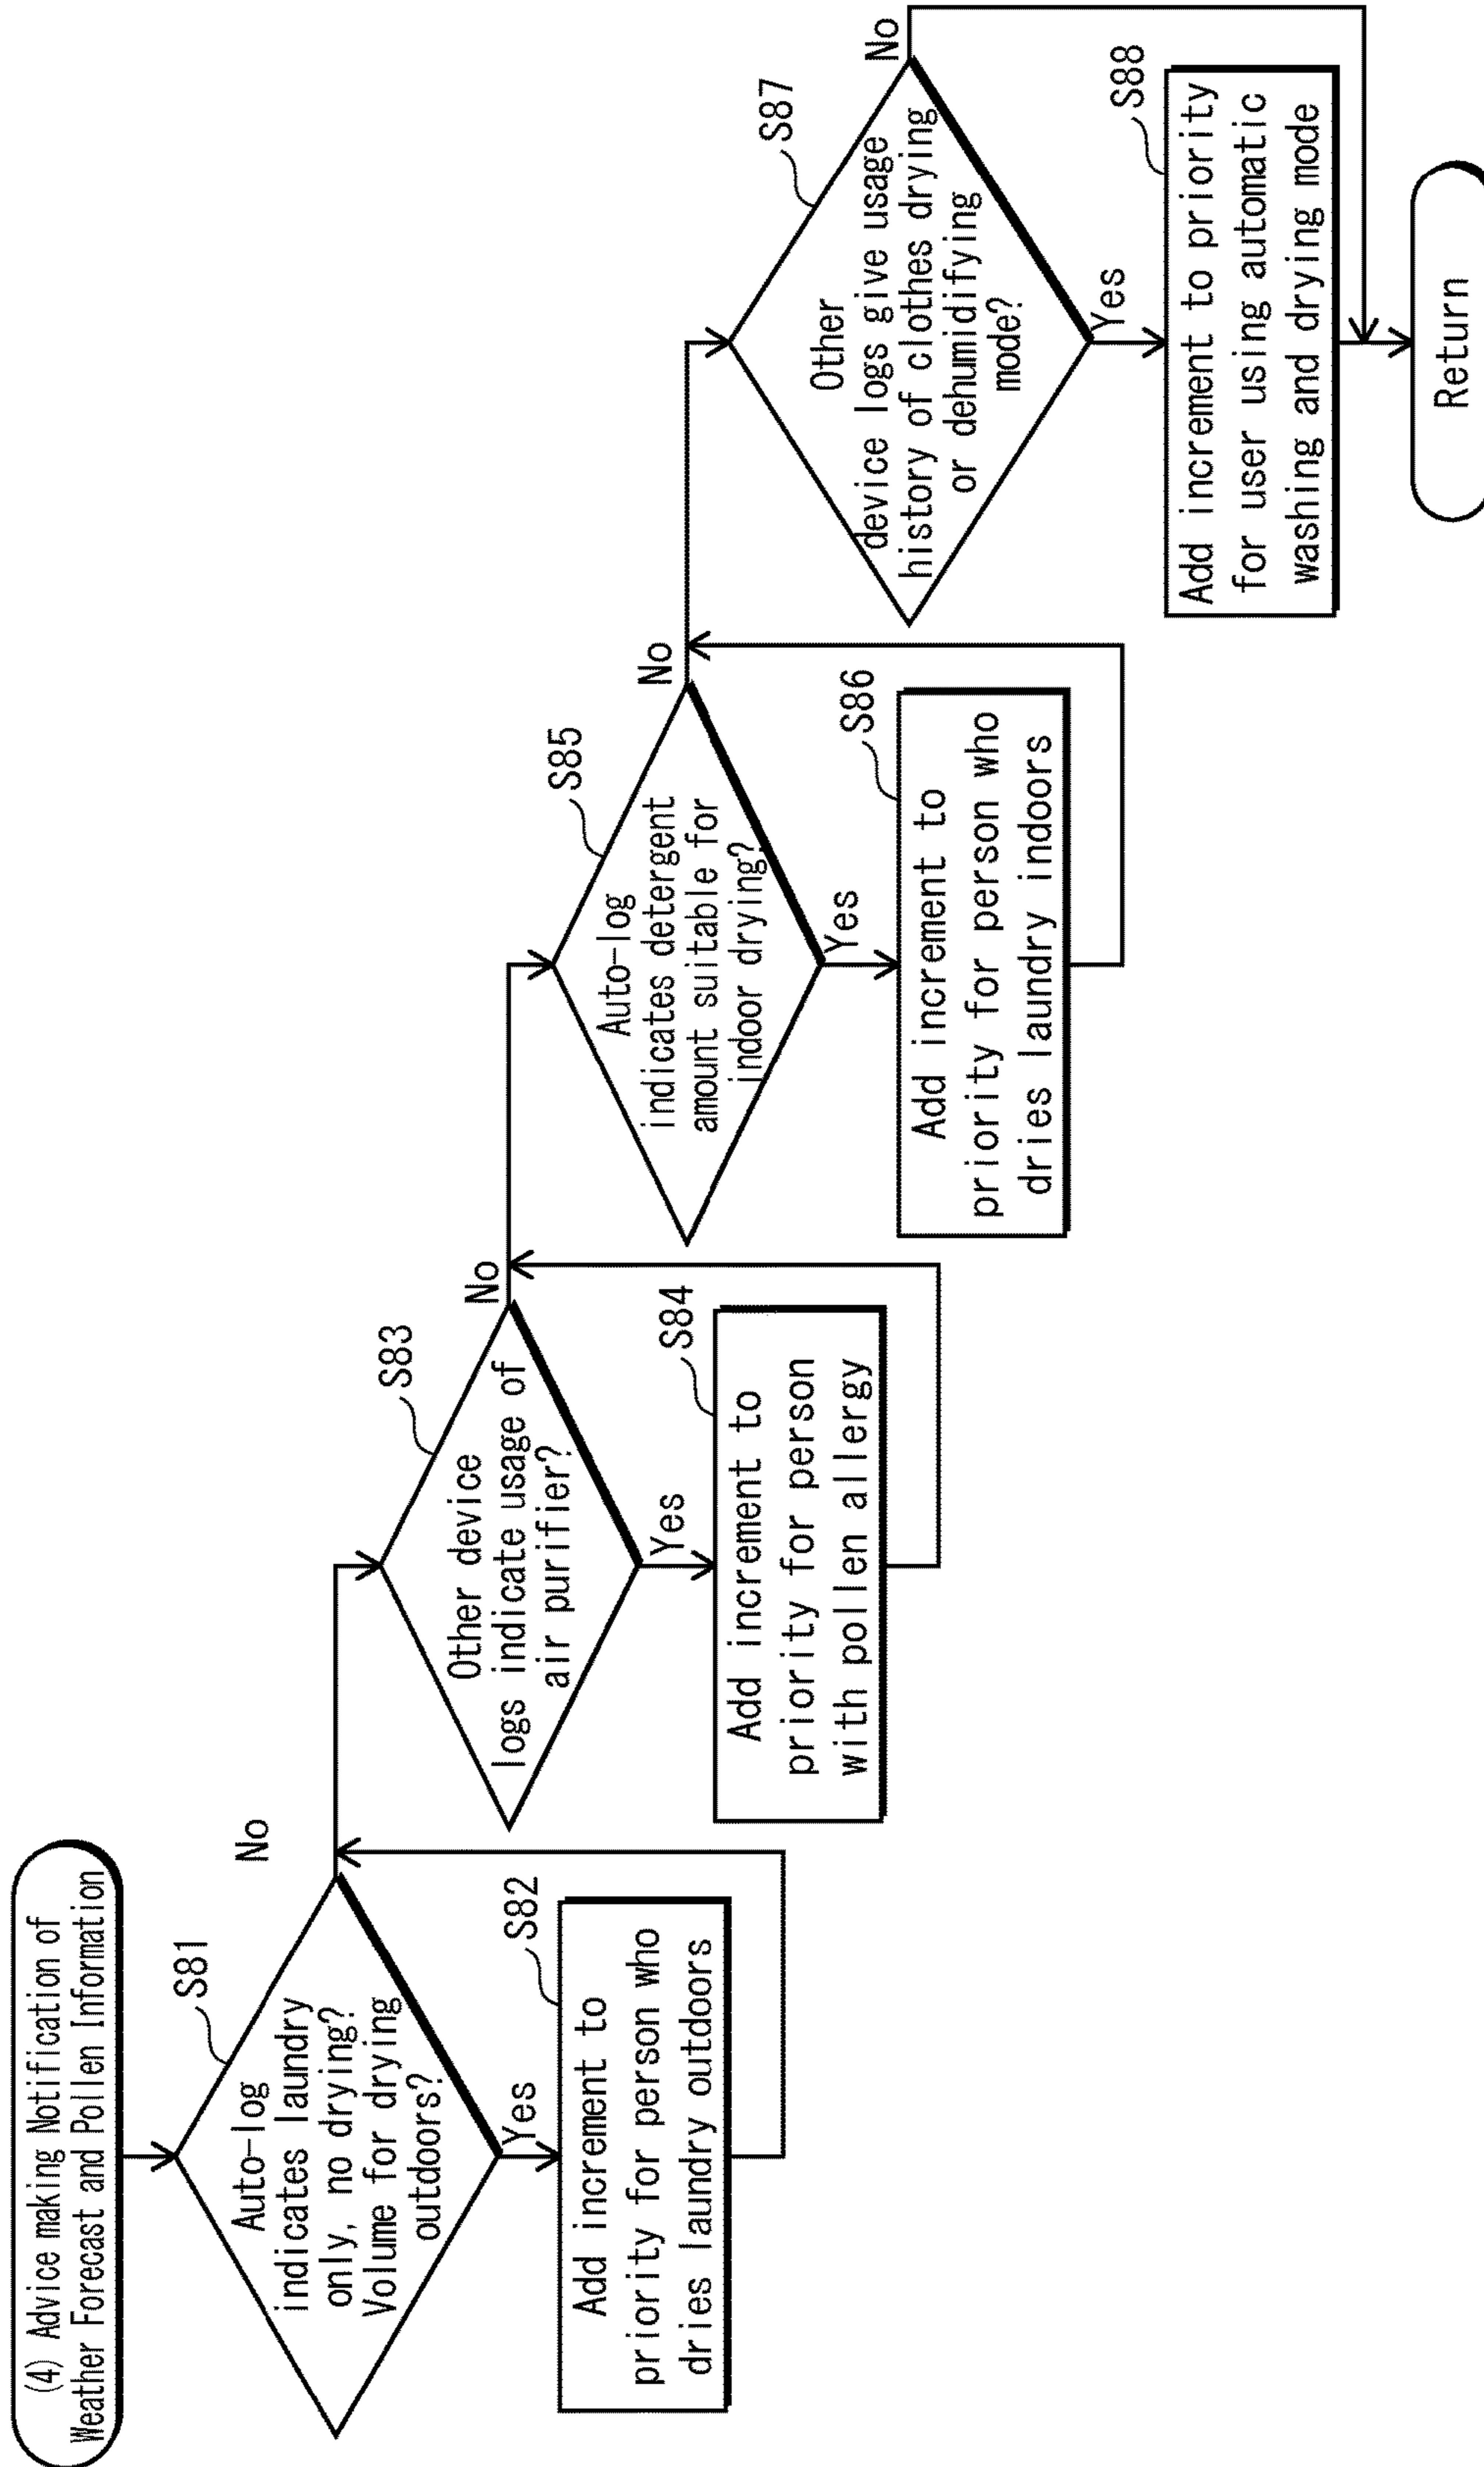 (4) Advice making Notification of
Weather Forecast and Pollen Information
S81
Auto-log
indicates laundry
only, no drying?
Volume for drying
outdoors?
No
Yes
S82
Add increment to
priority for person who
dries laundry outdoors
S83
Other device
logs indicate usage of
air purifier?
No
Yes
S84
Add increment to
priority for person
with pollen allergy
S85
Auto-log
indicates detergent
amount suitable for
indoor drying?
No
Yes
S86
Add increment to
priority for person who
dries laundry indoors
S87
Other
device logs give usage
history of clothes drying
or dehumidifying
mode?
No
Yes
S88
Add increment to priority
for user using automatic
washing and drying mode
Return